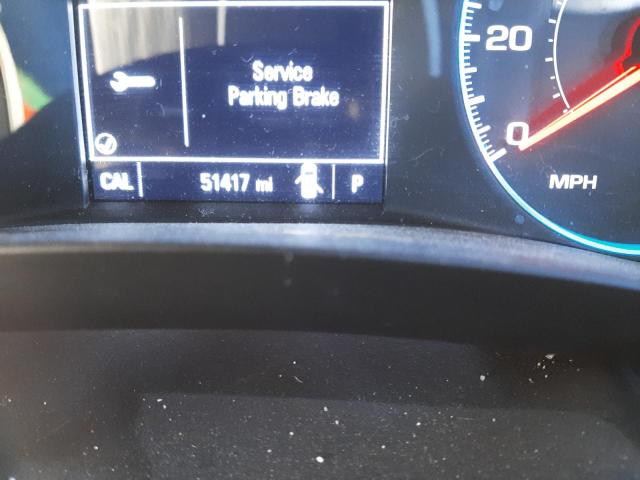 Service
Parking Brake
CAL 51417 mi P
20
0
MPH